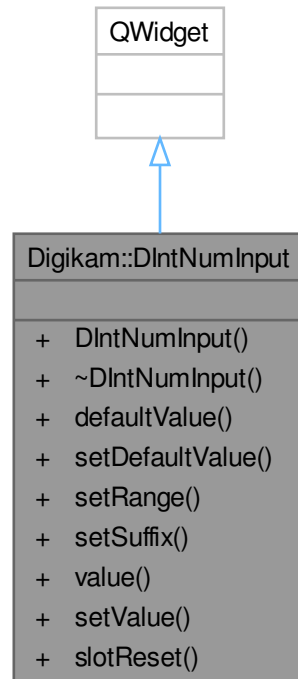 QWidget
Digikam::DIntNumInput
+ DIntNumInput()
+ ~DIntNumInput()
+ defaultValue()
+ setDefaultValue()
+ setRange()
+ setSuffix()
+ value()
+ setValue()
+ slotReset()